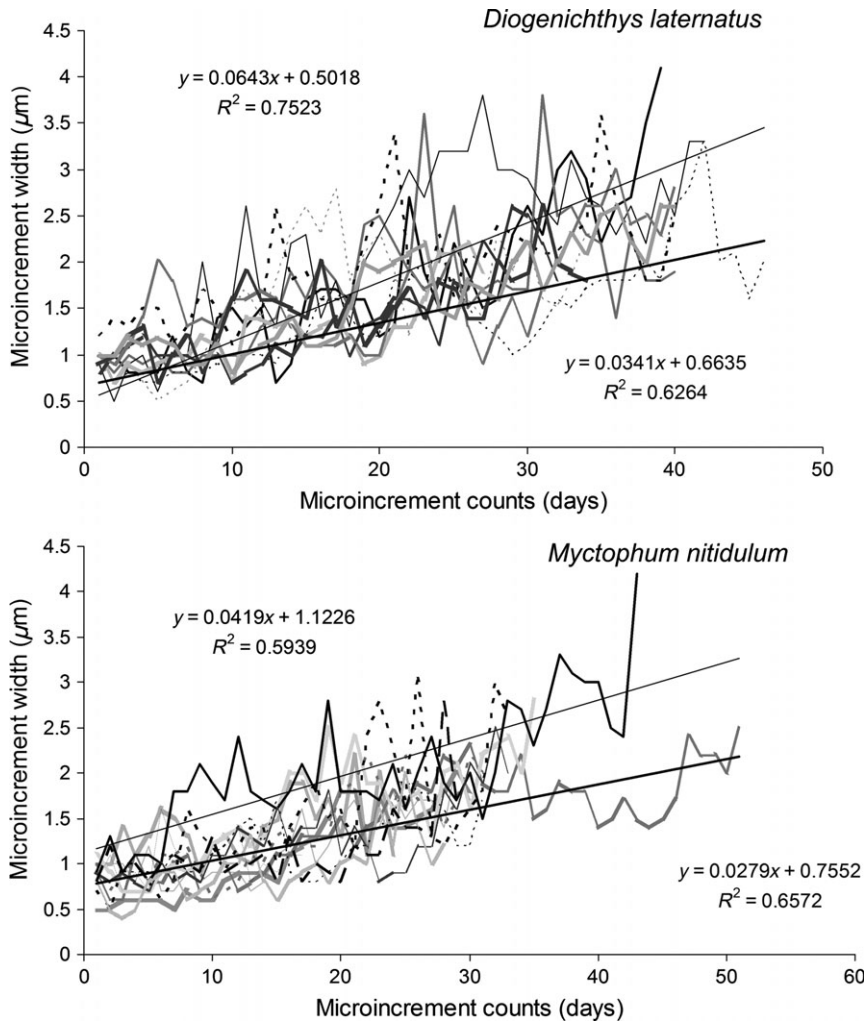 Diogenichthys laternatus
4.5
4
3.5
3
2.5
2
1.5
1
0.5
0
Microincrement width (µm)
y = 0.0643x + 0.5018
R² = 0.7523
y = 0.0341x + 0.6635
R² = 0.6264
0 10 20 30 40 50
Microincrement counts (days)
Myctophum nitidulum
4.5
4
3.5
3
2.5
2
1.5
1
0.5
0
Microincrement width (µm)
y = 0.0419x + 1.1226
R² = 0.5939
y = 0.0279x + 0.7552
R² = 0.6572
0 10 20 30 40 50 60
Microincrement counts (days)